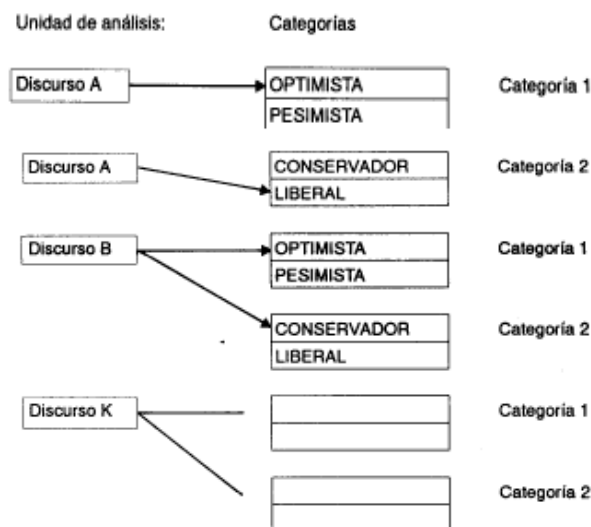 Unidad de análisis: Categorías
Discurso A OPTIMISTA Categoría 1
PESIMISTA
Discurso A CONSERVADOR Categoría 2
LIBERAL
Discurso B OPTIMISTA Categoría 1
PESIMISTA
CONSERVADOR Categoría 2
LIBERAL
Discurso K Categoría 1
Categoría 2